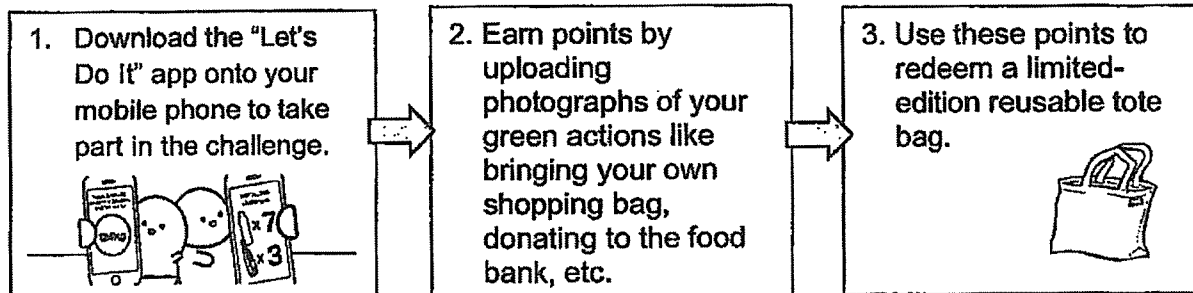 1. Download the "Let's
Do It" app onto your
mobile phone to take
part in the challenge.
x7
x3
2. Earn points by
uploading
photographs of your
green actions like
bringing your own
shopping bag,
donating to the food
bank, etc.
3. Use these points to
redeem a limited-
edition reusable tote
bag.